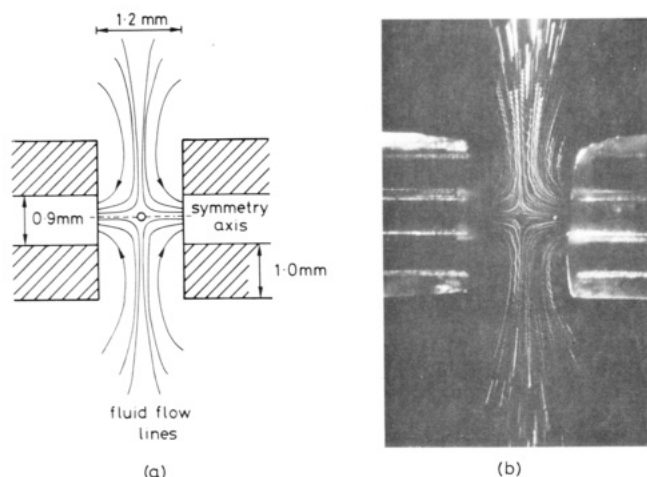 1·2 mm
0·9mm
symmetry
axis
1·0mm
fluid flow
lines
(a)
(b)